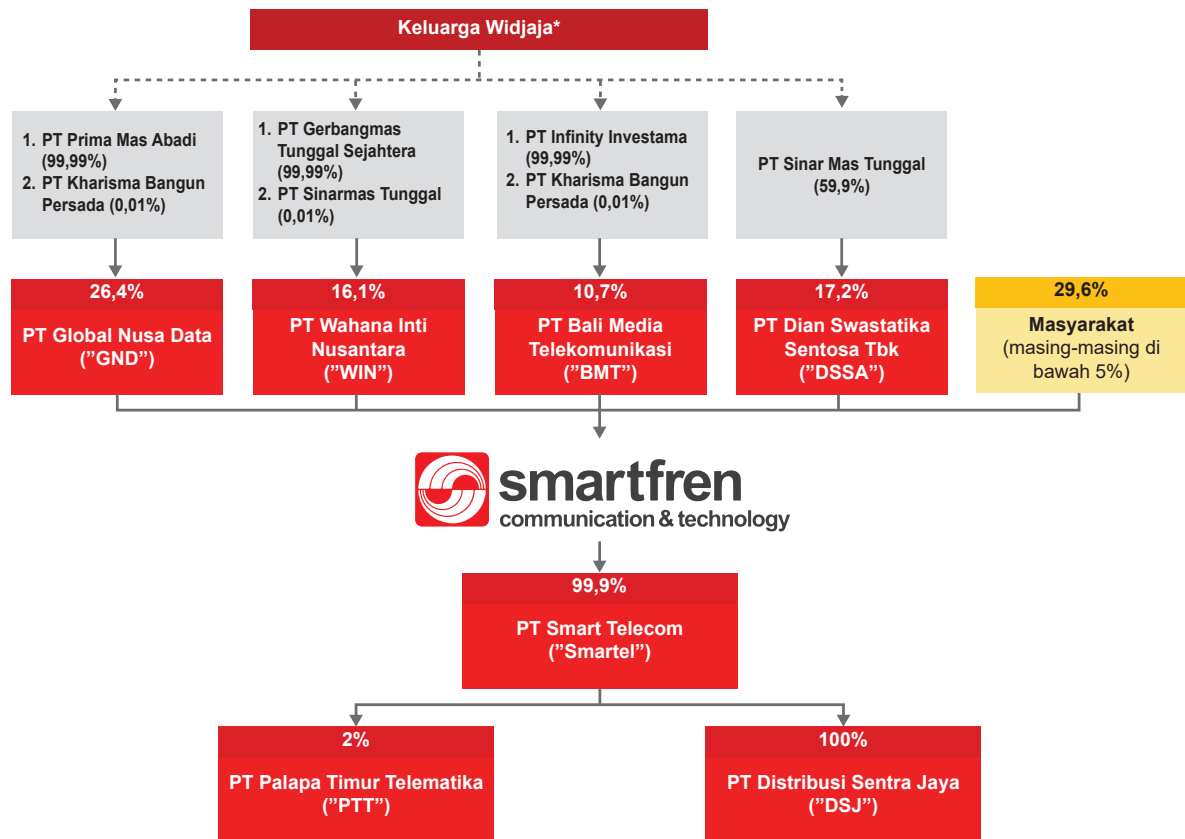 Keluarga Widjaja*
1. PT Prima Mas Abadi
(99,99%)
2. PT Kharisma Bangun
Persada (0,01%)
1. PT Gerbangmas
Tunggal Sejahtera
(99,99%)
2. PT Sinarmas Tunggal
(0,01%)
1. PT Infinity Investama
(99,99%)
2. PT Kharisma Bangun
Persada (0,01%)
PT Sinar Mas Tunggal
(59,9%)
26,4%
PT Global Nusa Data
(”GND”)
16,1%
PT Wahana Inti
Nusantara
(”WIN”)
10,7%
PT Bali Media
Telekomunikasi
(”BMT”)
17,2%
PT Dian Swastatika
Sentosa Tbk
(”DSSA”)
29,6%
Masyarakat
(masing-masing di
bawah 5%)
smartfren
communication & technology
99,9%
PT Smart Telecom
(”Smartel”)
2%
PT Palapa Timur Telematika
(”PTT”)
100%
PT Distribusi Sentra Jaya
(”DSJ”)